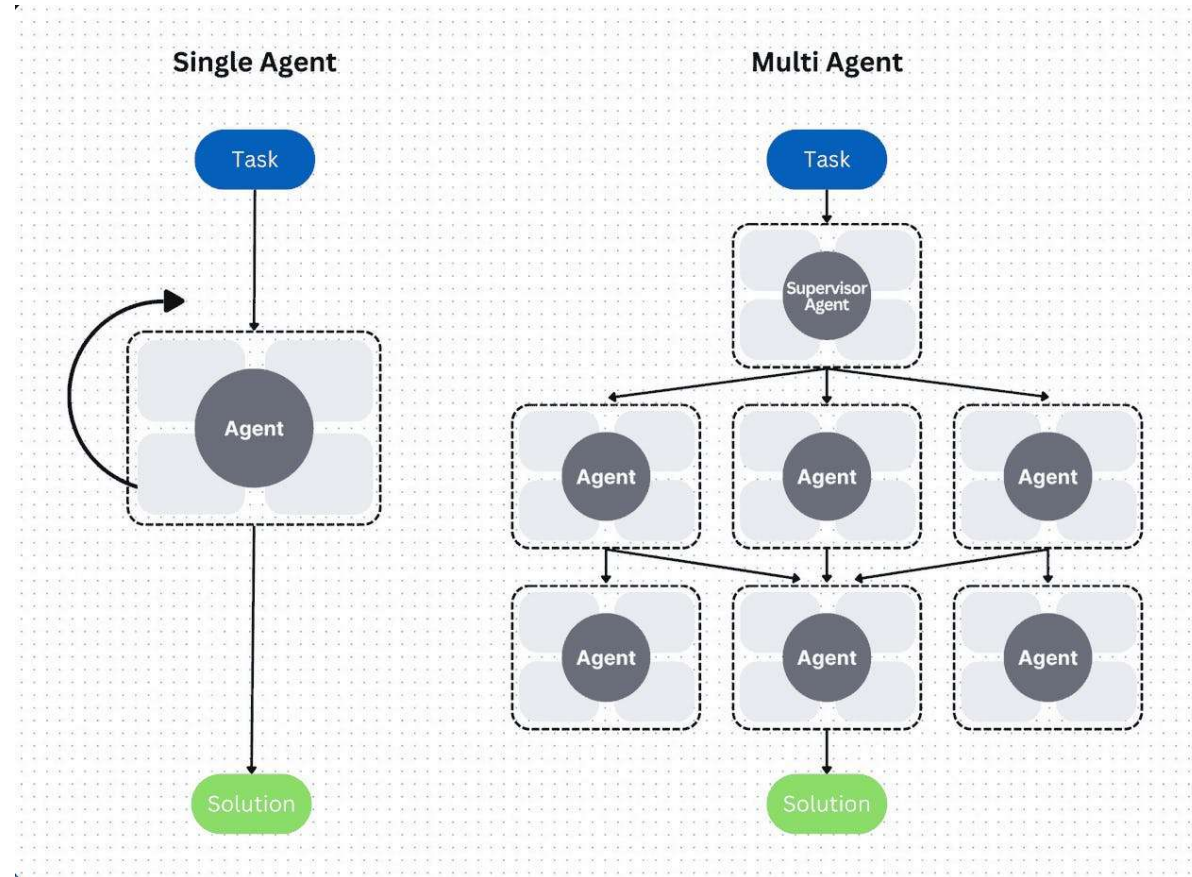 Single Agent
Task
Agent
Solution
Multi Agent
Task
Supervisor
Agent
Agent
Agent
Agent
Agent
Agent
Agent
Solution